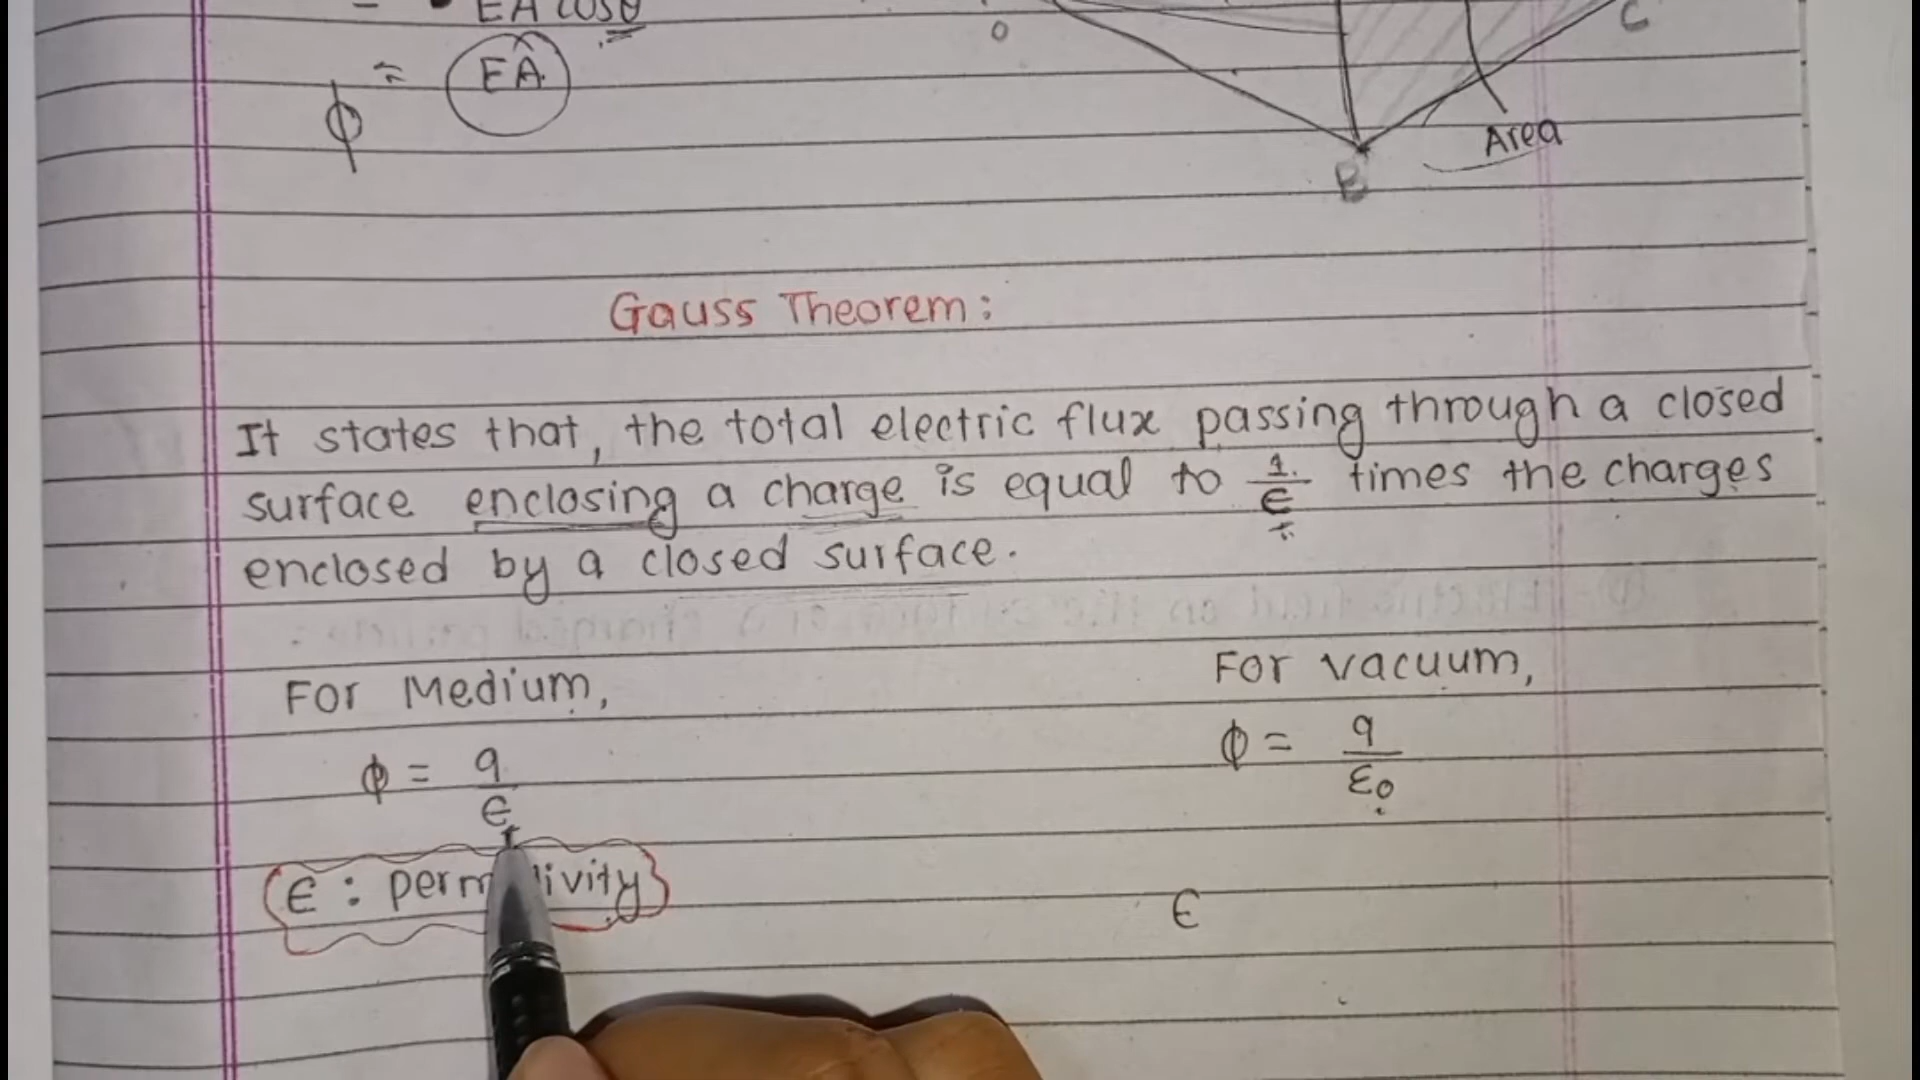 = EA cosθ
O
C
φ = EA
Area
B
Gauss Theorem:
It states that, the total electric flux passing through a closed
surface enclosing a charge is equal to 1/ε times the charges
enclosed by a closed surface.
For Medium,
For vacuum,
φ = q/ε
φ = q/ε₀
ε